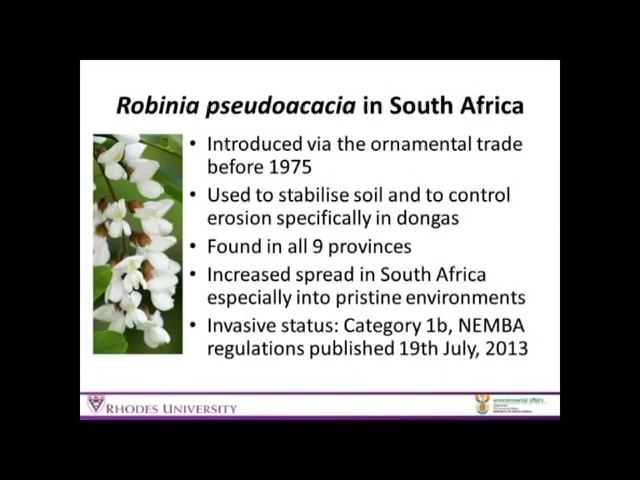 Robinia pseudoacacia in South Africa
• Introduced via the ornamental trade
before 1975
• Used to stabilise soil and to control
erosion specifically in dongas
• Found in all 9 provinces
• Increased spread in South Africa
especially into pristine environments
• Invasive status: Category 1b, NEMBA
regulations published 19th July, 2013
RHODES UNIVERSITY
environmental affairs